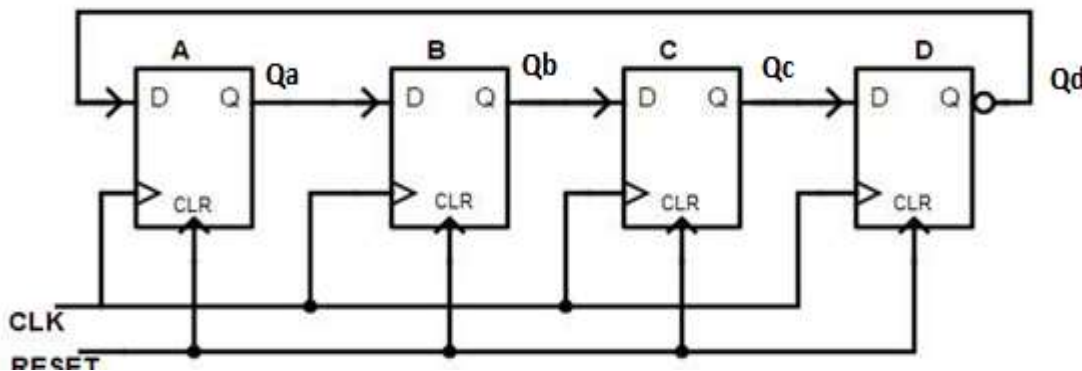 A B C D
D Q Qa D Q Qb D Q Qc D Q Qd
CLR CLR CLR CLR
CLK
RESET